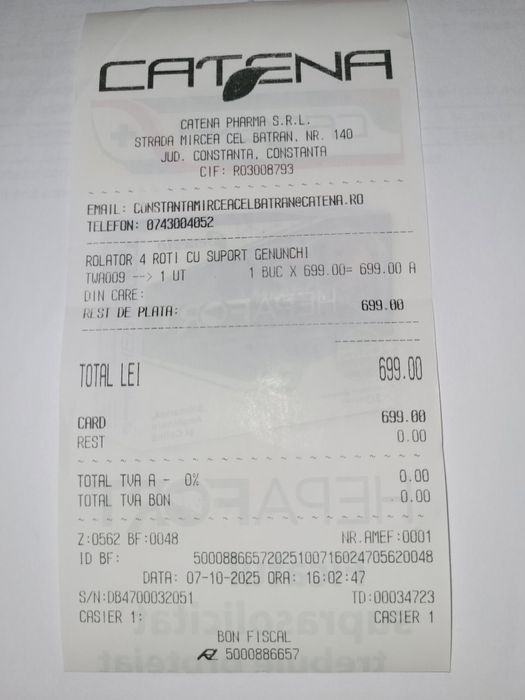 CATENA
CATENA PHARMA S.R.L.
STRADA MIRCEA CEL BATRAN, NR. 140
JUD. CONSTANTA, CONSTANTA
CIF: RO3008793
EMAIL: CONSTANTAMIRCEACELBATRAN@CATENA.RO
TELEFON: 0743004052
ROLATOR 4 ROTI CU SUPORT GENUNCHI
TWA009 --> 1 UT 1 BUC X 699.00= 699.00 A
DIN CARE:
REST DE PLATA: 699.00
TOTAL LEI 699.00
CARD 699.00
REST 0.00
TOTAL TVA A - 0% 0.00
TOTAL TVA BON 0.00
Z:0562 BF:0048 NR.AMEF:0001
ID BF: 50008866572025100716024705620048
DATA: 07-10-2025 ORA: 16:02:47
S/N:DB4700032051 TD:00034723
CASIER 1: CASIER 1
BON FISCAL
5000886657